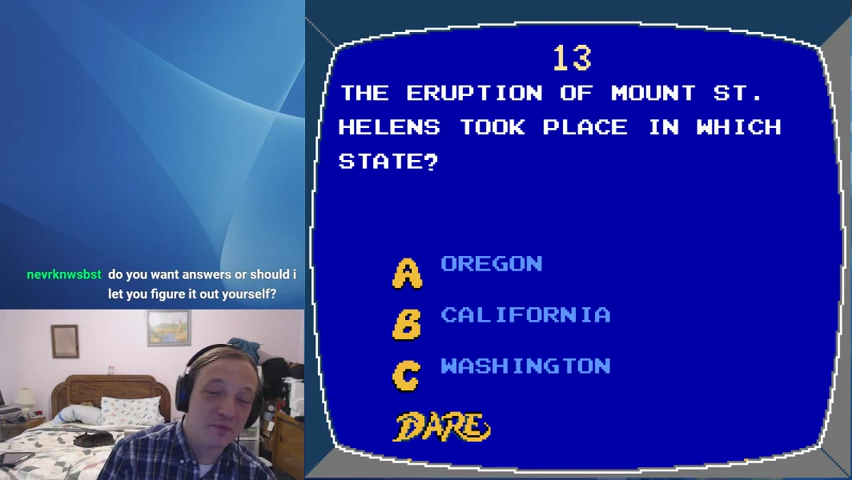 13
THE ERUPTION OF MOUNT ST.
HELENS TOOK PLACE IN WHICH
STATE?
A OREGON
B CALIFORNIA
C WASHINGTON
DARE
nevrknwsbst do you want answers or should i
let you figure it out yourself?